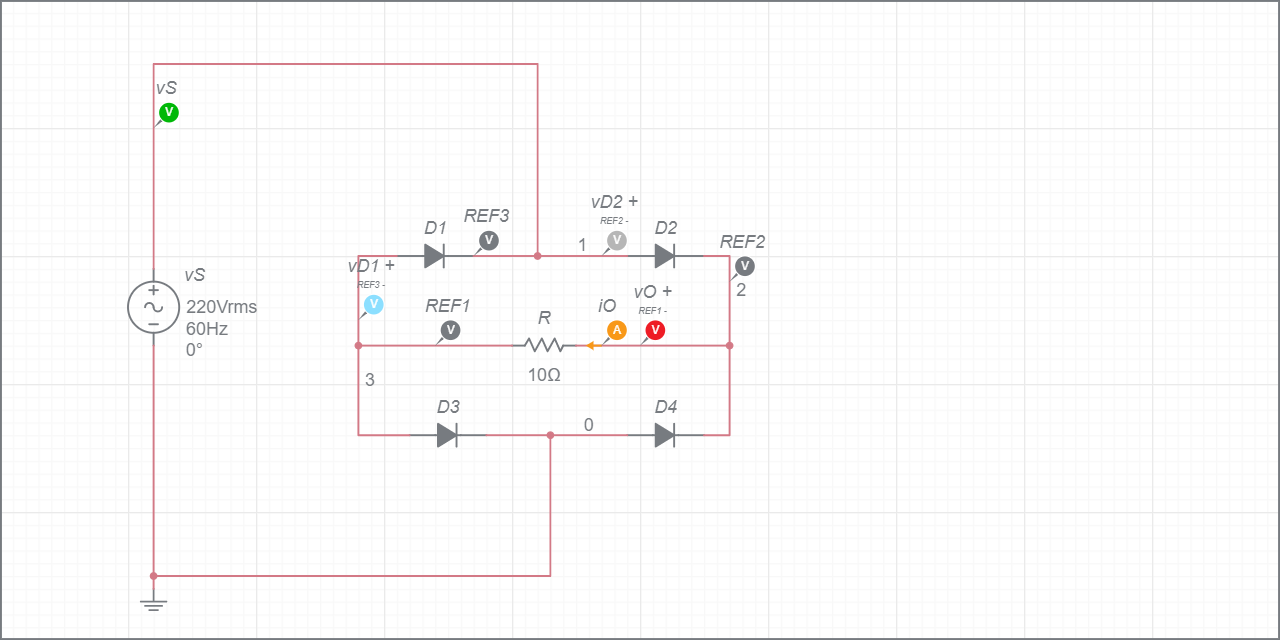 vS
V
vD2 +
REF3
REF2 -
D1
D2
V
V
1
REF2
vD1 +
V
vS
REF3 -
2
220Vrms
V
REF1
R
iO
vO +
REF1 -
60Hz
V
A
V
0°
3
10Ω
D3
D4
0